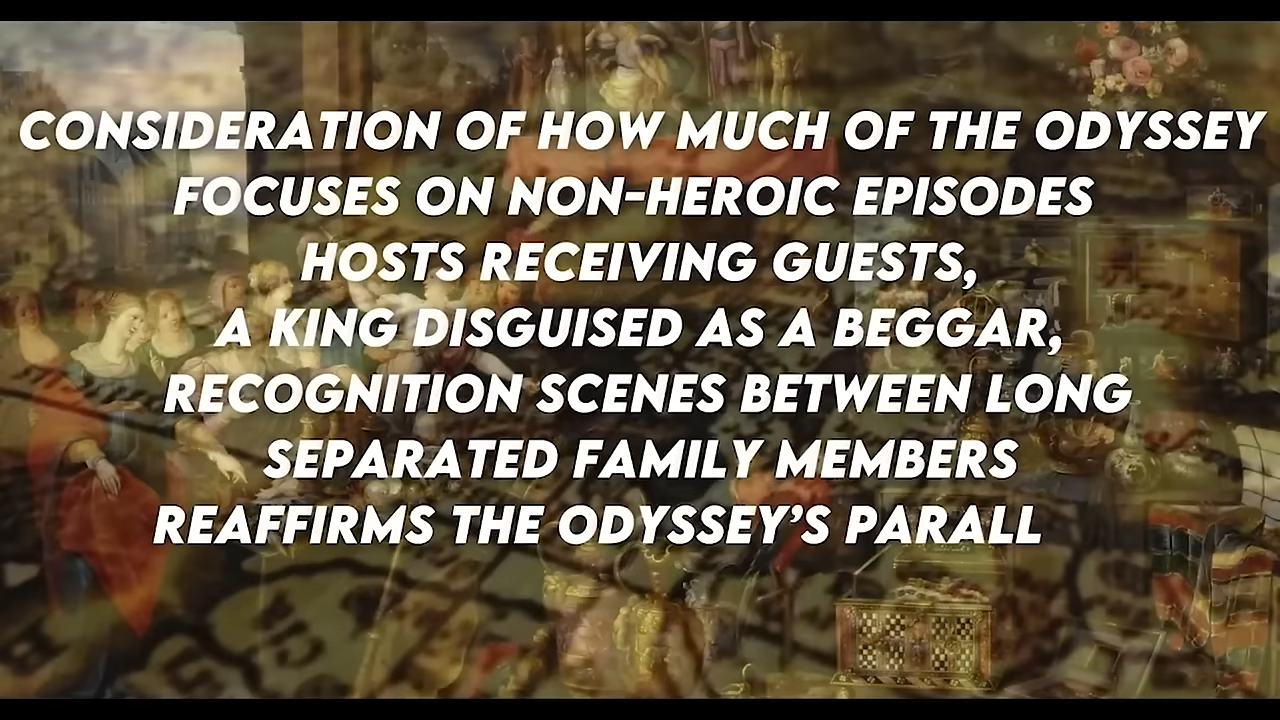 CONSIDERATION OF HOW MUCH OF THE ODYSSEY
FOCUSES ON NON-HEROIC EPISODES
HOSTS RECEIVING GUESTS,
A KING DISGUISED AS A BEGGAR,
RECOGNITION SCENES BETWEEN LONG
SEPARATED FAMILY MEMBERS
REAFFIRMS THE ODYSSEY’S PARALL